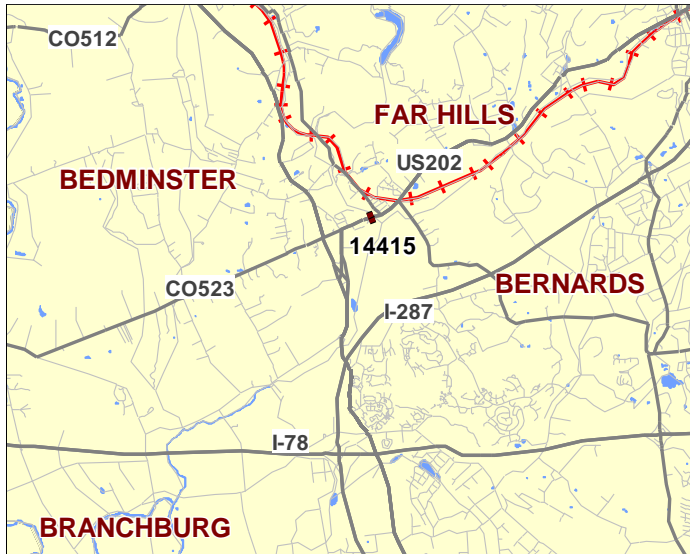 CO512
FAR HILLS
US202
BEDMINSTER
14415
CO523
BERNARDS
I-287
I-78
BRANCHBURG